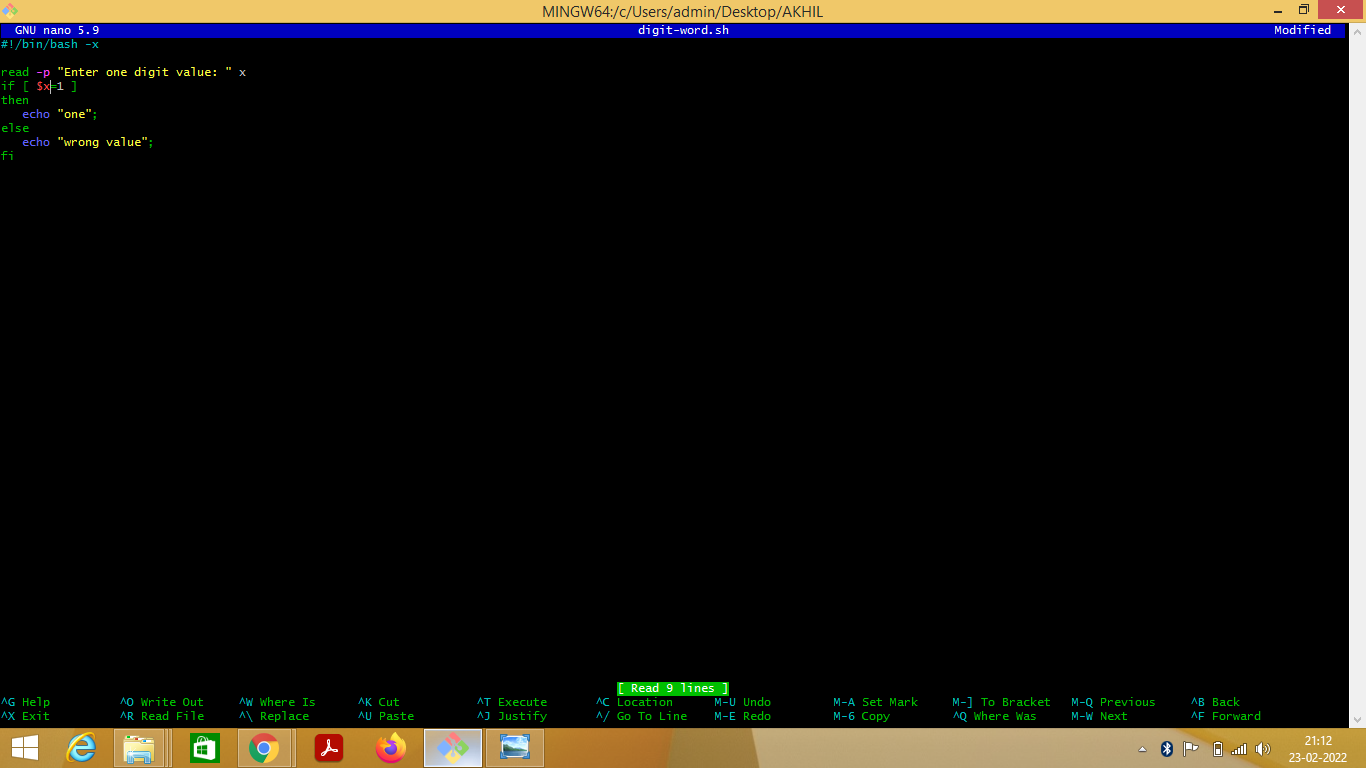 MINGW64:/c/Users/admin/Desktop/AKHIL
GNU nano 5.9 digit-word.sh Modified
#!/bin/bash -x
read -p "Enter one digit value: " x
if [ $x=1 ]
then
echo "one";
else
echo "wrong value";
fi
[ Read 9 lines ]
^G Help ^O Write Out ^W Where Is ^K Cut ^T Execute ^C Location M-U Undo M-A Set Mark M-] To Bracket M-Q Previous ^B Back
^X Exit ^R Read File ^\ Replace ^U Paste ^J Justify ^/ Go To Line M-E Redo M-6 Copy ^Q Where Was M-W Next ^F Forward
21:12
23-02-2022